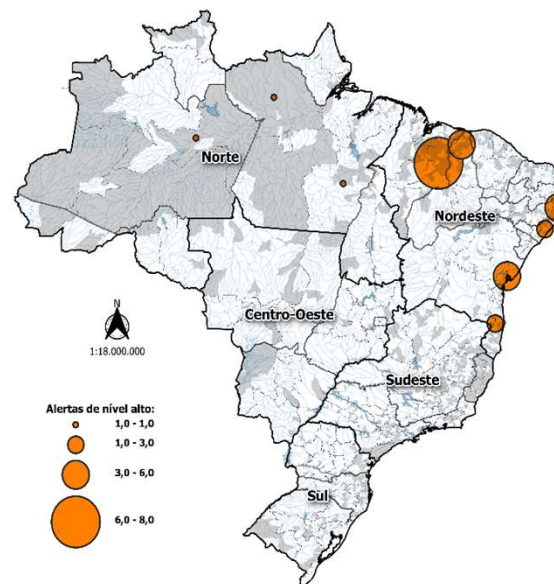 Norte
Nordeste
Centro-Oeste
N
1:18.000.000
Sudeste
Alertas de nível alto:
1,0 - 1,0
1,0 - 3,0
3,0 - 6,0
6,0 - 8,0
Sul